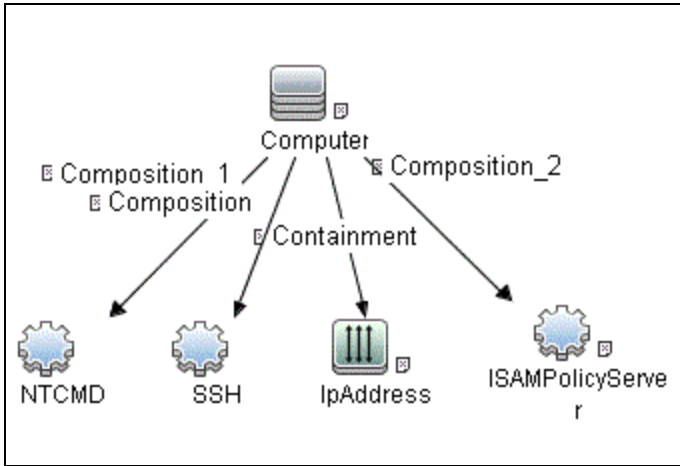 Computer
Composition_1
Composition_2
Composition
Containment
NTCMD
SSH
IpAddress
ISAMPolicyServe
r